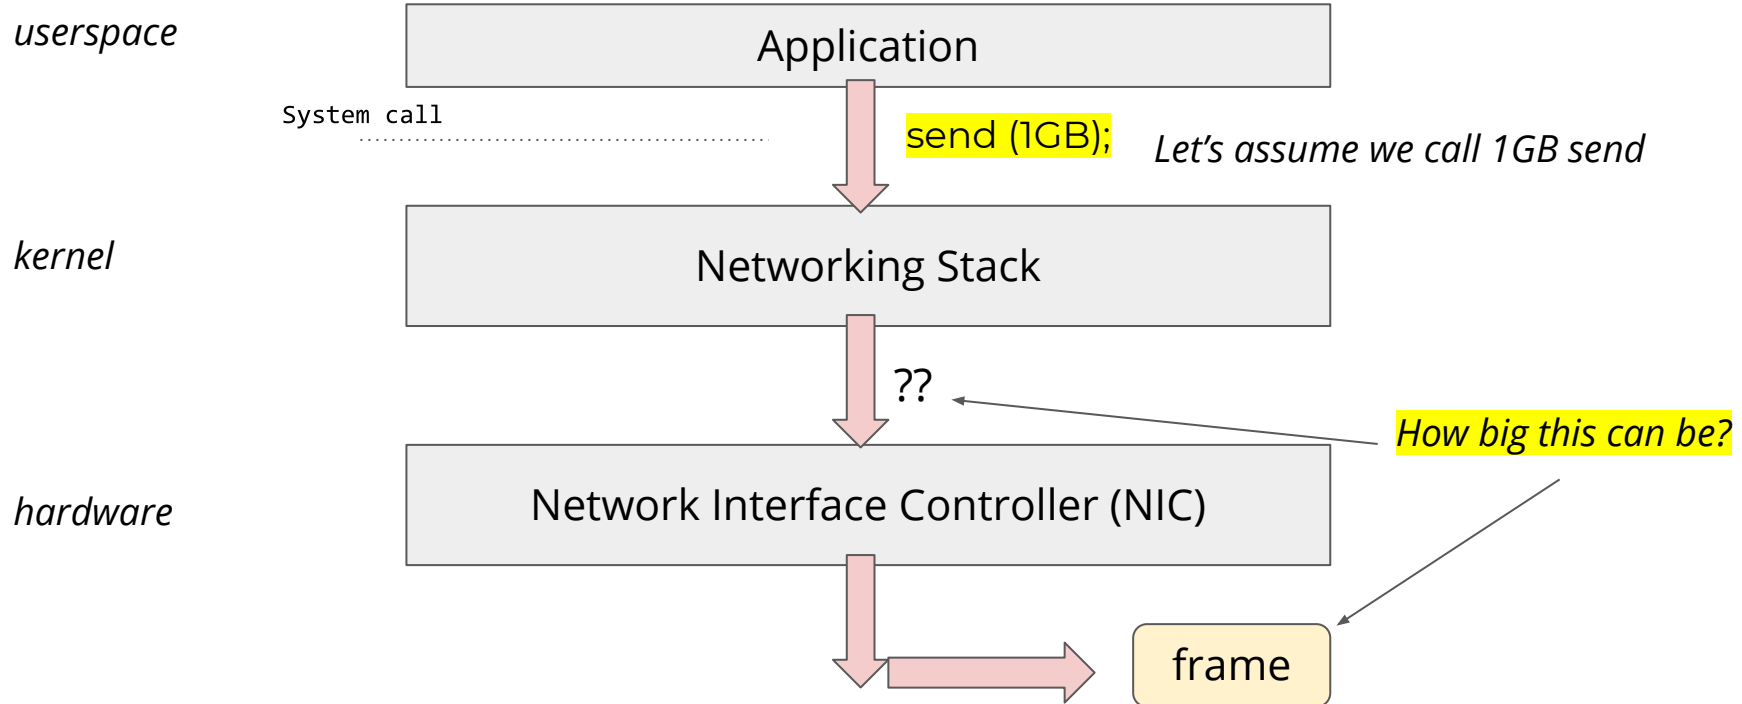 userspace
Application
System call
send (1GB);
Let’s assume we call 1GB send
kernel
Networking Stack
??
How big this can be?
hardware
Network Interface Controller (NIC)
frame